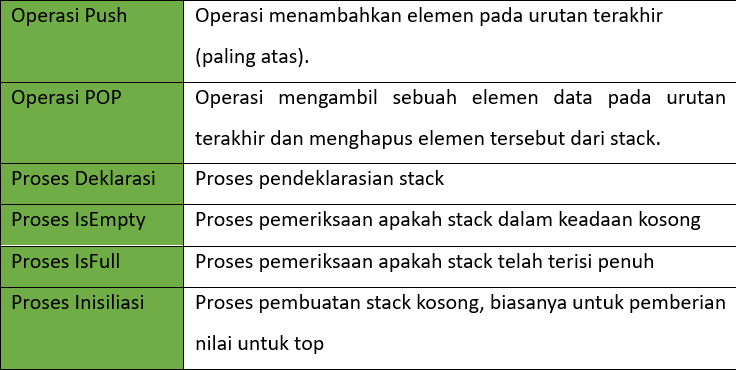 Operasi Push
Operasi menambahkan elemen pada urutan terakhir
(paling atas).
Operasi POP
Operasi mengambil sebuah elemen data pada urutan
terakhir dan menghapus elemen tersebut dari stack.
Proses Deklarasi
Proses pendeklarasian stack
Proses IsEmpty
Proses pemeriksaan apakah stack dalam keadaan kosong
Proses IsFull
Proses pemeriksaan apakah stack telah terisi penuh
Proses Inisiliasi
Proses pembuatan stack kosong, biasanya untuk pemberian
nilai untuk top